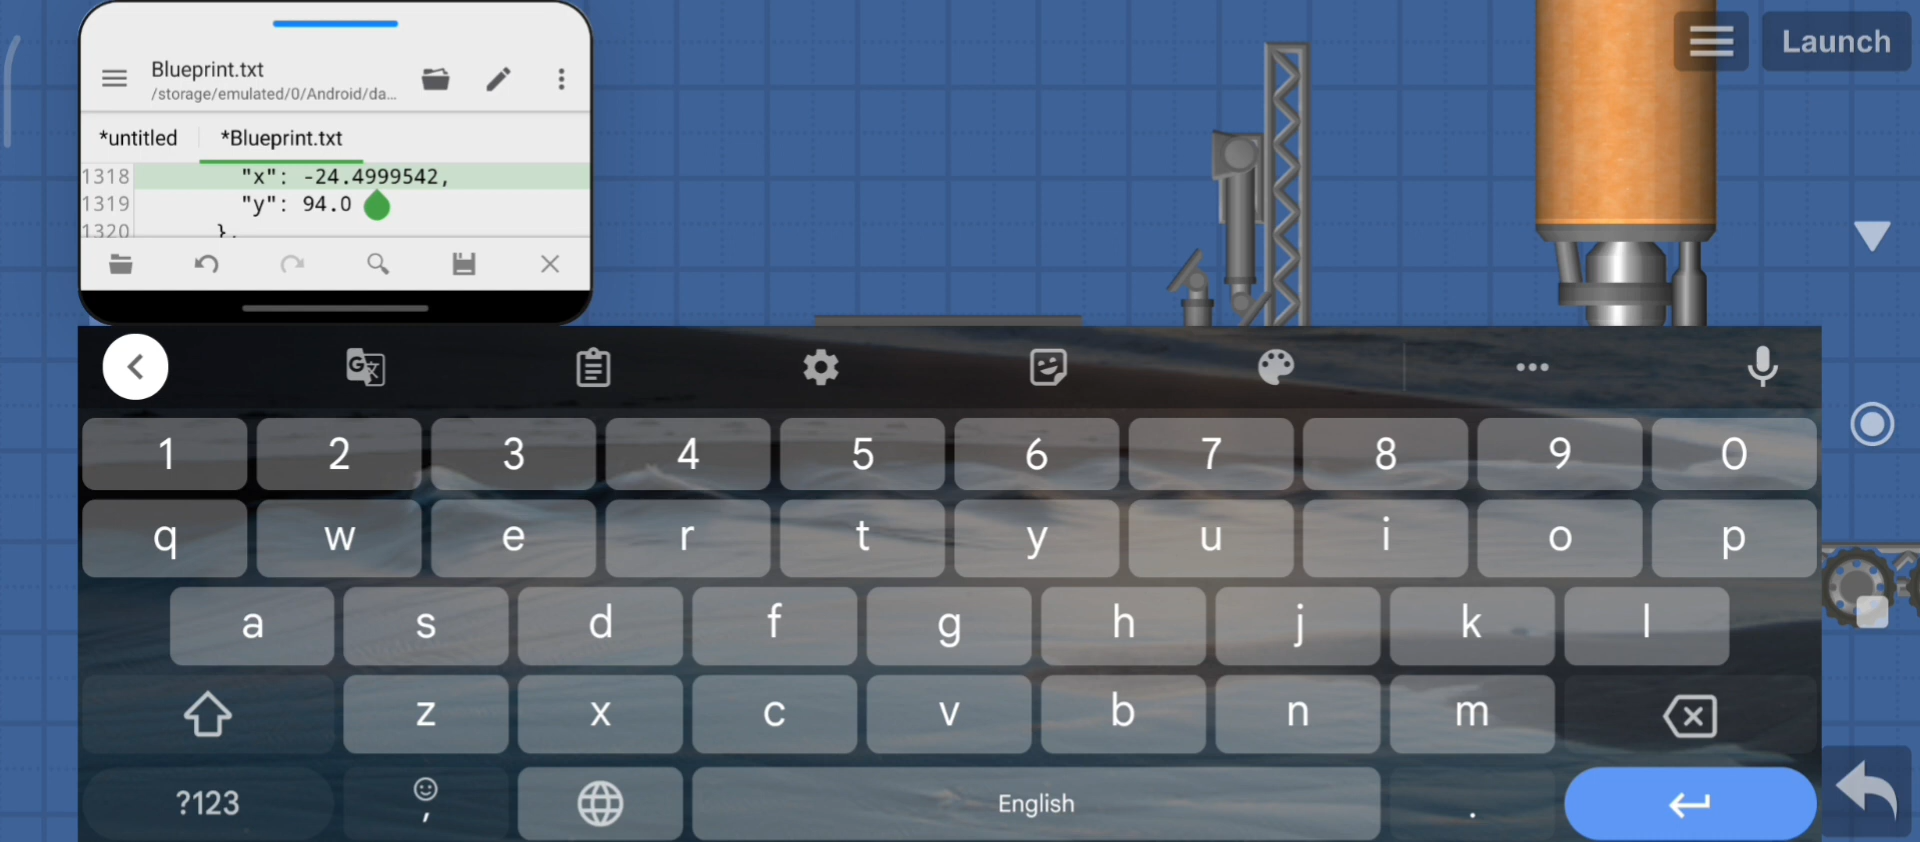 Launch
Blueprint.txt
/storage/emulated/0/Android/da...
*untitled
*Blueprint.txt
1318 "x": -24.4999542,
1319 "y": 94.0
1320 },
G
1 2 3 4 5 6 7 8 9 0
q w e r t y u i o p
a s d f g h j k l
z x c v b n m
?123 , English .